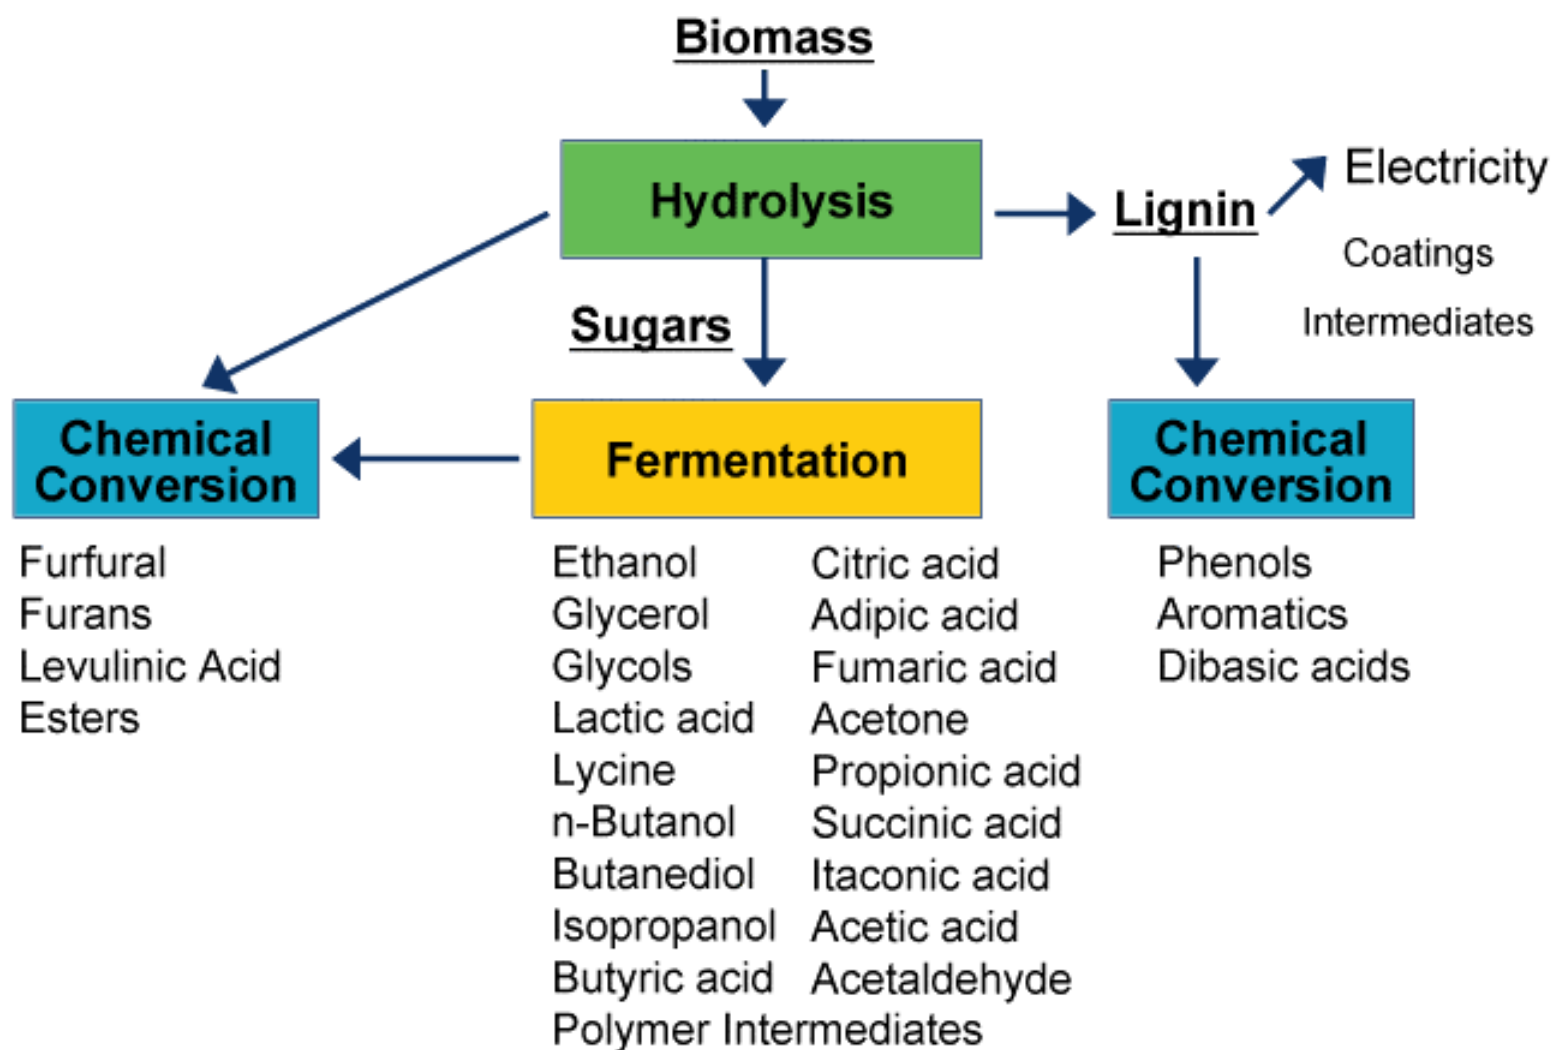 Biomass
Hydrolysis
Lignin
Electricity
Coatings
Intermediates
Sugars
Chemical
Conversion
Furfural
Furans
Levulinic Acid
Esters
Fermentation
Ethanol
Glycerol
Glycols
Lactic acid
Lycine
n-Butanol
Butanediol
Isopropanol
Butyric acid
Polymer Intermediates
Citric acid
Adipic acid
Fumaric acid
Acetone
Propionic acid
Succinic acid
Itaconic acid
Acetic acid
Acetaldehyde
Chemical
Conversion
Phenols
Aromatics
Dibasic acids